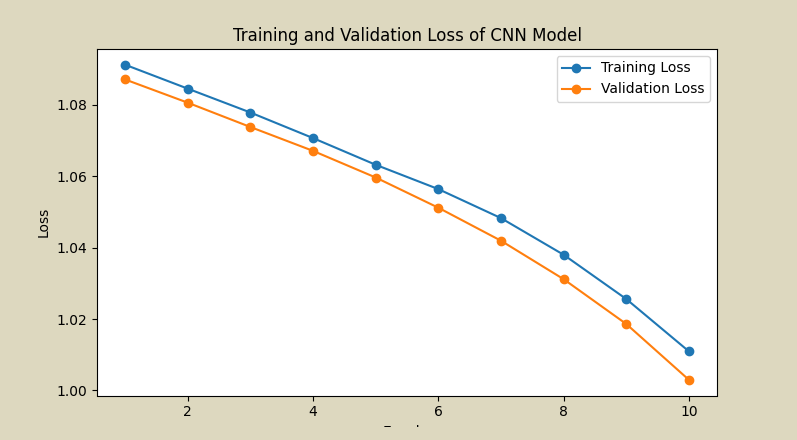 Training and Validation Loss of CNN Model
Training Loss
Validation Loss
Loss
1.08
1.06
1.04
1.02
1.00
2 4 6 8 10